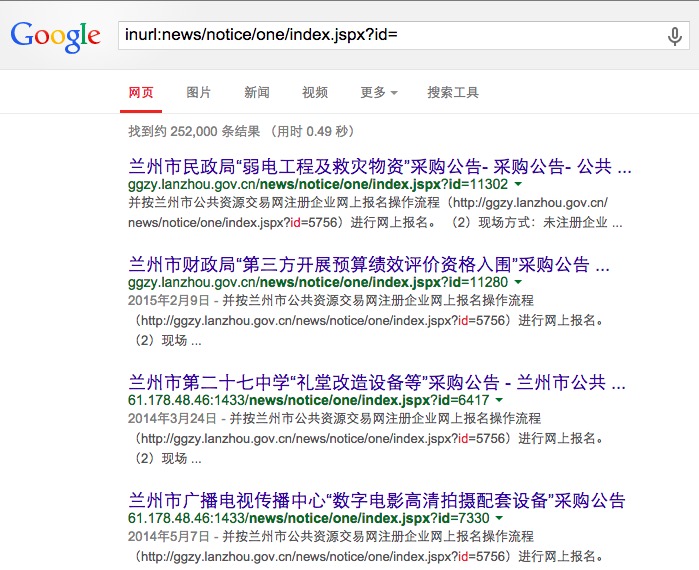 Google
inurl:news/notice/one/index.jspx?id=
网页 图片 新闻 视频 更多 搜索工具
找到约 252,000 条结果 （用时 0.49 秒）
兰州市民政局“弱电工程及救灾物资”采购公告- 采购公告- 公共 ...
ggzy.lanzhou.gov.cn/news/notice/one/index.jspx?id=11302
并按兰州市公共资源交易网注册企业网上报名操作流程（http://ggzy.lanzhou.gov.cn/
news/notice/one/index.jspx?id=5756）进行网上报名。 （2）现场方式：未注册企业 ...
兰州市财政局“第三方开展预算绩效评价资格入围”采购公告 ...
ggzy.lanzhou.gov.cn/news/notice/one/index.jspx?id=11280
2015年2月9日 - 并按兰州市公共资源交易网注册企业网上报名操作流程
（http://ggzy.lanzhou.gov.cn/news/notice/one/index.jspx?id=5756）进行网上报名。
（2）现场 ...
兰州市第二十七中学“礼堂改造设备等”采购公告 - 兰州市公共 ...
61.178.48.46:1433/news/notice/one/index.jspx?id=6417
2014年3月24日 - 并按兰州市公共资源交易网注册企业网上报名操作流程
（http://ggzy.lanzhou.gov.cn/news/notice/one/index.jspx?id=5756）进行网上报名。
（2）现场 ...
兰州市广播电视传播中心“数字电影高清拍摄配套设备”采购公告
61.178.48.46:1433/news/notice/one/index.jspx?id=7330
2014年5月7日 - 并按兰州市公共资源交易网注册企业网上报名操作流程
（http://ggzy.lanzhou.gov.cn/news/notice/one/index.jspx?id=5756）进行网上报名。